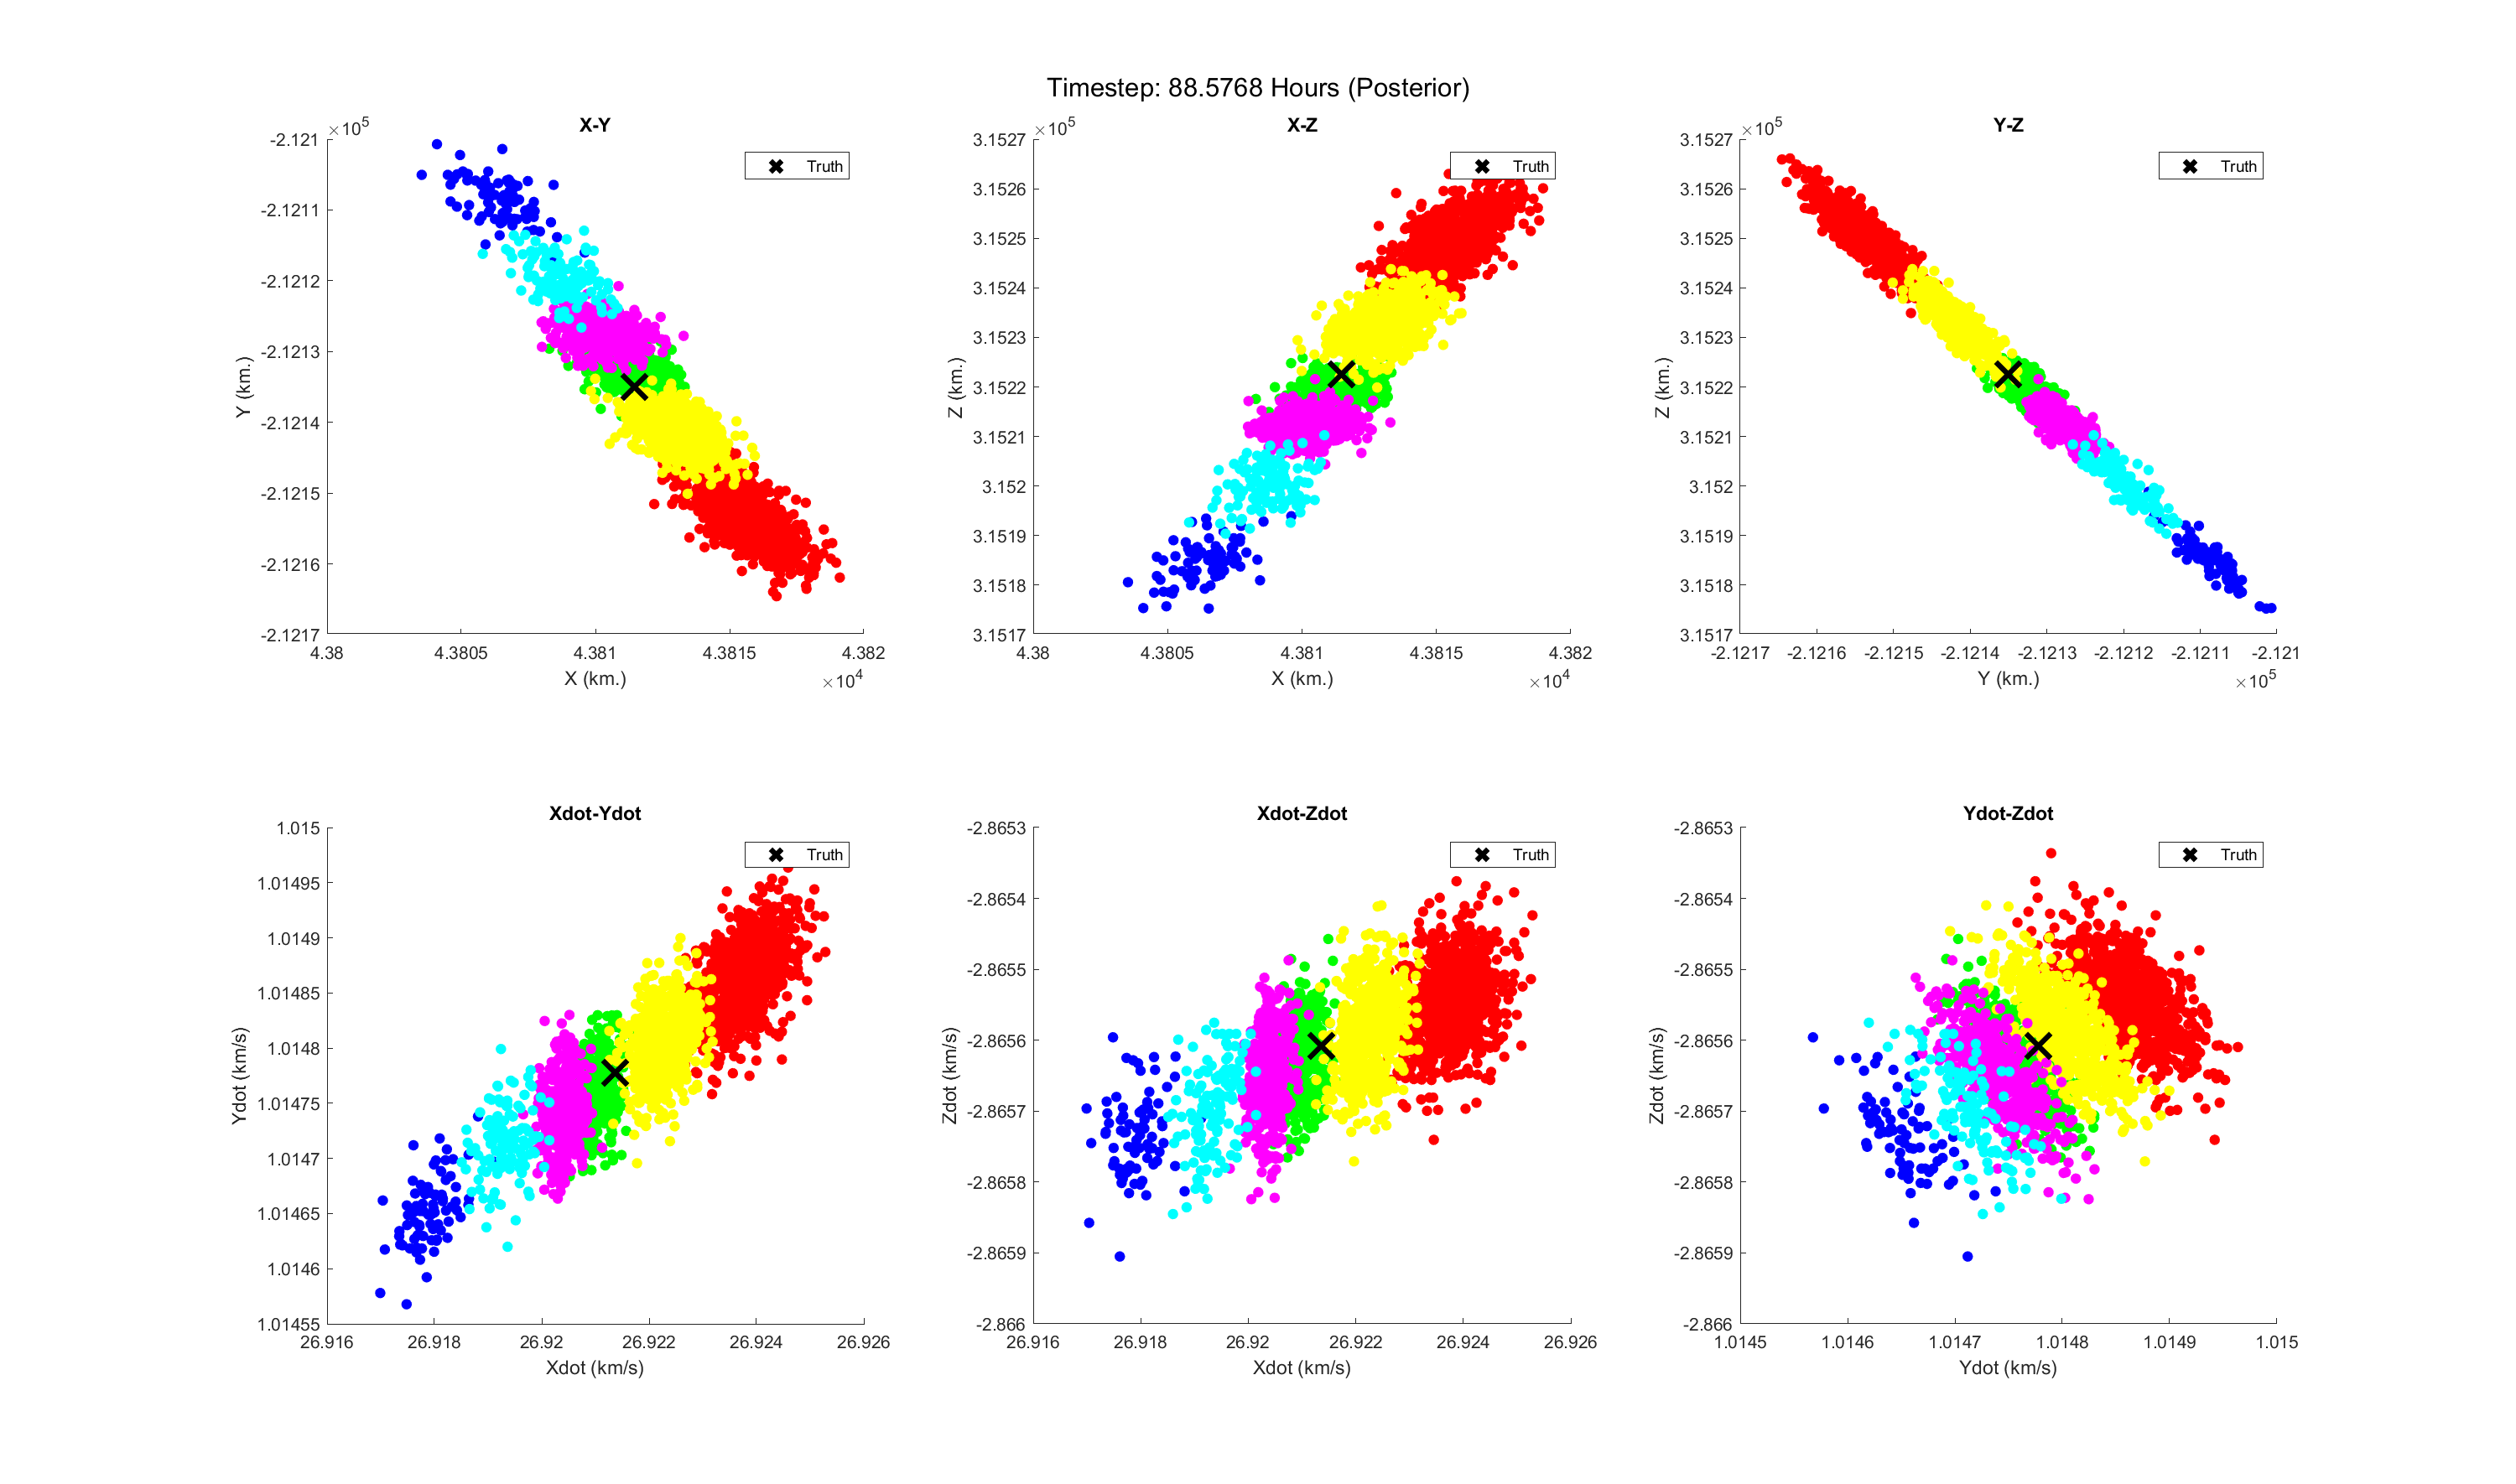 Timestep: 88.5768 Hours (Posterior)
X-Y
×10^5
Truth
-2.121
-2.1211
-2.1212
-2.1213
-2.1214
-2.1215
-2.1216
-2.1217
Y (km.)
4.38 4.3805 4.381 4.3815 4.382
X (km.)
×10^4
X-Z
×10^5
Truth
3.1527
3.1526
3.1525
3.1524
3.1523
3.1522
3.1521
3.152
3.1519
3.1518
3.1517
Z (km.)
4.38 4.3805 4.381 4.3815 4.382
X (km.)
×10^4
Y-Z
×10^5
Truth
3.1527
3.1526
3.1525
3.1524
3.1523
3.1522
3.1521
3.152
3.1519
3.1518
3.1517
Z (km.)
-2.1217 -2.1216 -2.1215 -2.1214 -2.1213 -2.1212 -2.1211 -2.121
Y (km.)
×10^5
Xdot-Ydot
Truth
1.015
1.01495
1.0149
1.01485
1.0148
1.01475
1.0147
1.01465
1.0146
1.01455
Ydot (km/s)
26.916 26.918 26.92 26.922 26.924 26.926
Xdot (km/s)
Xdot-Zdot
Truth
-2.8653
-2.8654
-2.8655
-2.8656
-2.8657
-2.8658
-2.8659
-2.866
Zdot (km/s)
26.916 26.918 26.92 26.922 26.924 26.926
Xdot (km/s)
Ydot-Zdot
Truth
-2.8653
-2.8654
-2.8655
-2.8656
-2.8657
-2.8658
-2.8659
-2.866
Zdot (km/s)
1.0145 1.0146 1.0147 1.0148 1.0149 1.015
Ydot (km/s)